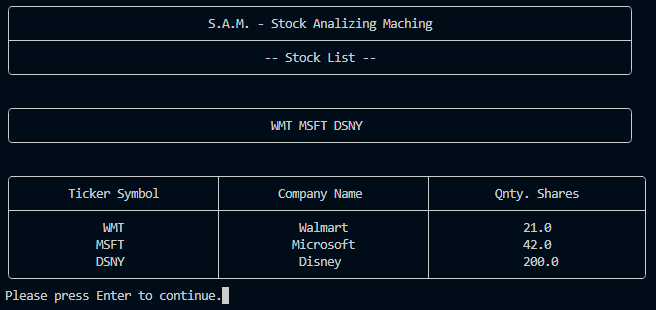 S.A.M. - Stock Analizing Maching
-- Stock List --
WMT MSFT DSNY
Ticker Symbol Company Name Qnty. Shares
WMT Walmart 21.0
MSFT Microsoft 42.0
DSNY Disney 200.0
Please press Enter to continue.